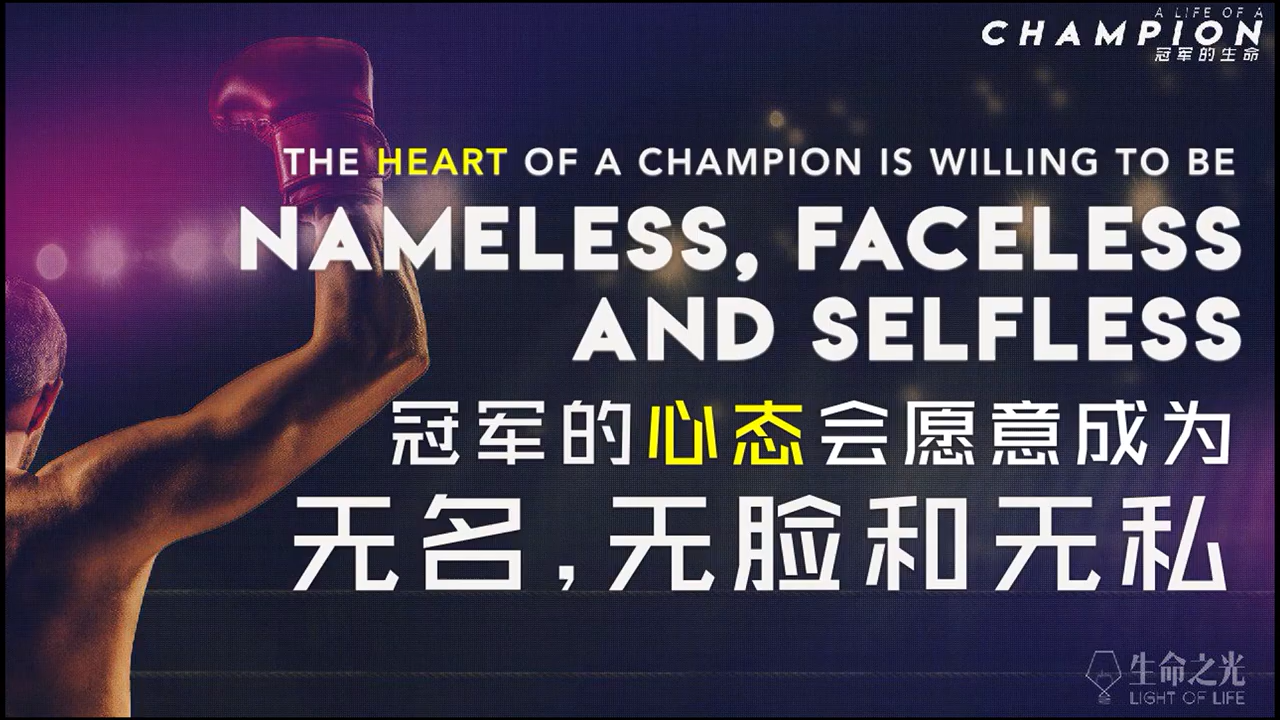 A LIFE OF A
CHAMPION
冠军的生命
THE HEART OF A CHAMPION IS WILLING TO BE
NAMELESS, FACELESS
AND SELFLESS
冠军的心态会愿意成为
无名,无脸和无私
生命之光
LIGHT OF LIFE